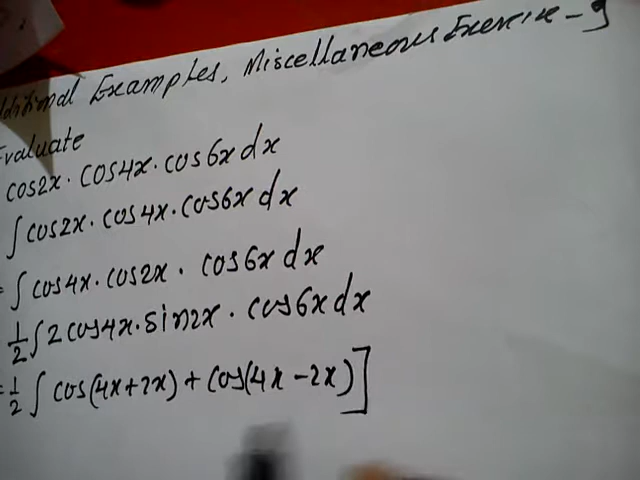 Examples, Miscellaneous Exercise - 9
Evaluate
cos2x · cos4x · cos6x dx
∫ cos2x · cos4x · cos6x dx
= ∫ cos4x · cos2x · cos6x dx
1/2 ∫ 2 cos4x · sin2x · cos6x dx
= 1/2 ∫ cos(4x+2x) + cos(4x - 2x)]